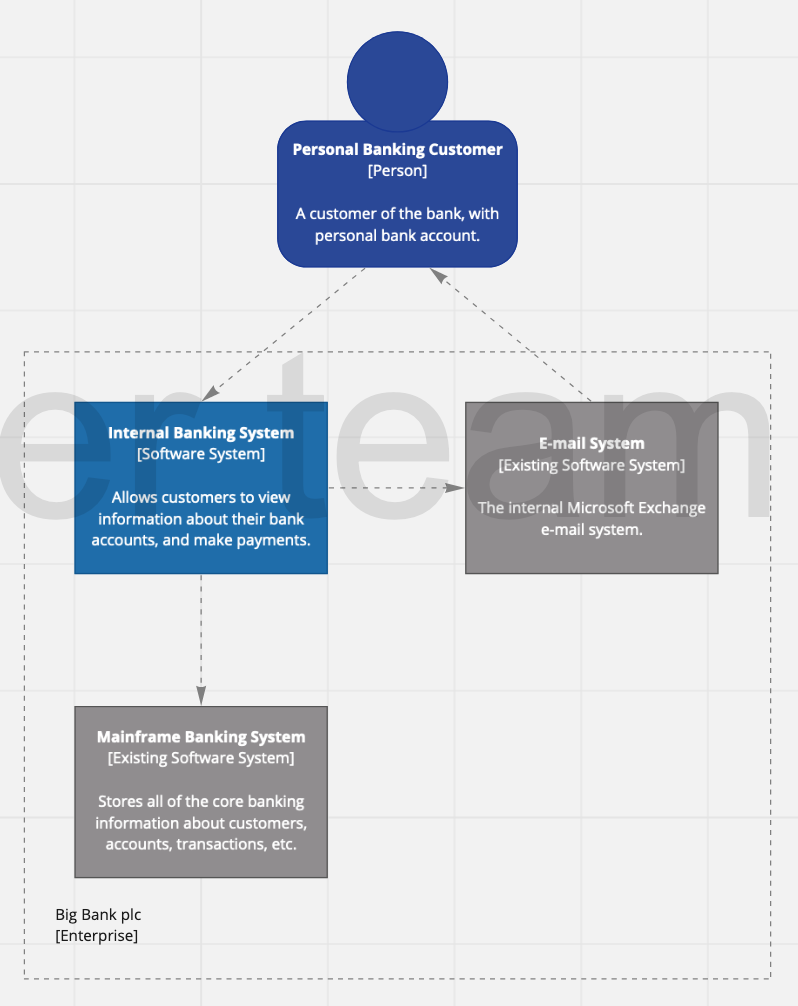 Personal Banking Customer
[Person]
A customer of the bank, with
personal bank account.
er team
Internal Banking System
[Software System]
Allows customers to view
information about their bank
accounts, and make payments.
E-mail System
[Existing Software System]
The internal Microsoft Exchange
e-mail system.
Mainframe Banking System
[Existing Software System]
Stores all of the core banking
information about customers,
accounts, transactions, etc.
Big Bank plc
[Enterprise]